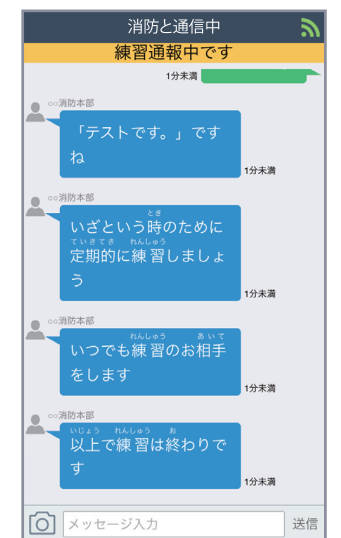 消防と通信中
練習通報中です
1分未満
○○消防本部
「テストです。」です
ね
1分未満
○○消防本部
とき
いざという時のために
ていきてき れんしゅう
定期的に練習しましょ
う
1分未満
○○消防本部
れんしゅう あいて
いつでも練習のお相手
をします
1分未満
○○消防本部
いじょう れんしゅう お
以上で練習は終わりで
す
1分未満
メッセージ入力
送信